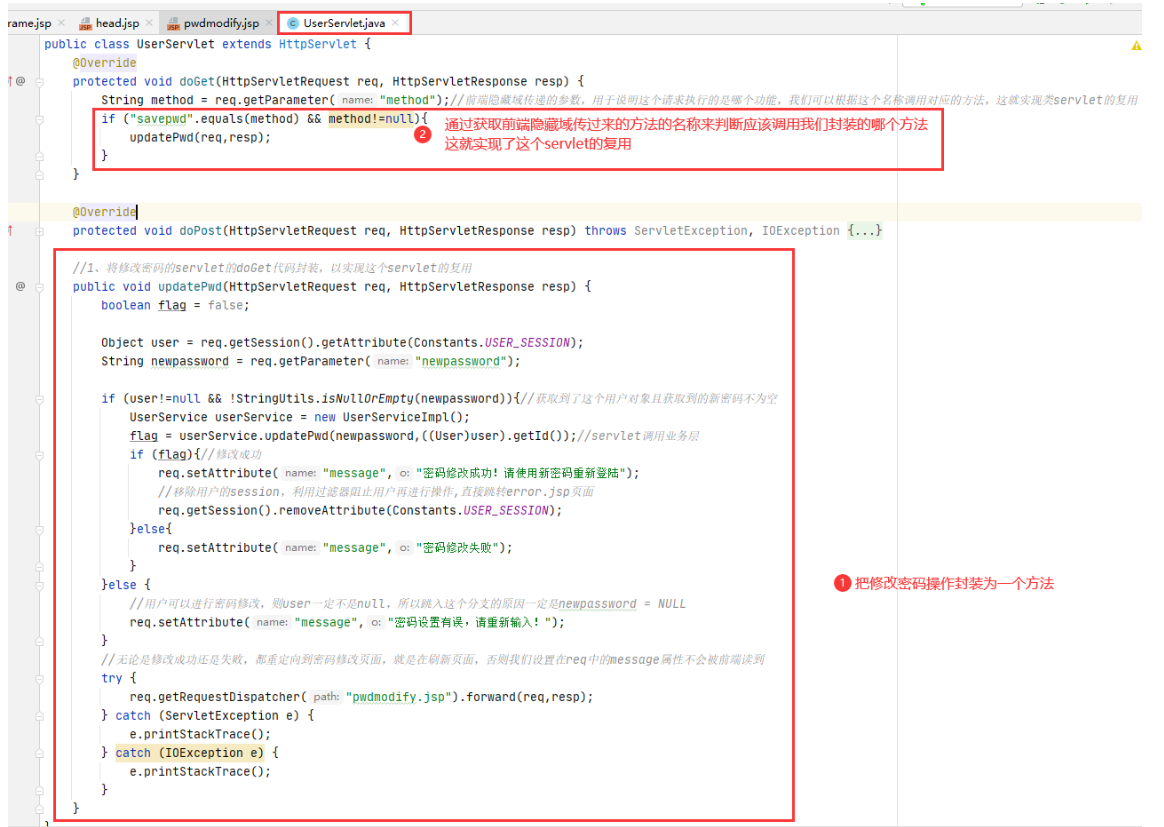 rame.jsp × head.jsp × pwdmodify.jsp × UserServlet.java ×
public class UserServlet extends HttpServlet {
@Override
protected void doGet(HttpServletRequest req, HttpServletResponse resp) {
String method = req.getParameter( name: "method");//前端隐藏域传递的参数，用于说明这个请求执行的是哪个功能，我们可以根据这个名称调用对应的方法，这就实现类servlet的复用
if ("savepwd".equals(method) && method!=null){
2 通过获取前端隐藏域传过来的方法的名称来判断应该调用我们封装的哪个方法
updatePwd(req,resp);
这就实现了这个servlet的复用
}
}
@Override
protected void doPost(HttpServletRequest req, HttpServletResponse resp) throws ServletException, IOException {...}
//1、将修改密码的servlet的doGet代码封装，以实现这个servlet的复用
public void updatePwd(HttpServletRequest req, HttpServletResponse resp) {
boolean flag = false;
Object user = req.getSession().getAttribute(Constants.USER_SESSION);
String newpassword = req.getParameter( name: "newpassword");
if (user!=null && !StringUtils.isNullOrEmpty(newpassword)){//获取到了这个用户对象且获取到的新密码不为空
UserService userService = new UserServiceImpl();
flag = userService.updatePwd(newpassword,((User)user).getId());//servlet调用业务层
if (flag){//修改成功
req.setAttribute( name: "message", o: "密码修改成功！请使用新密码重新登陆");
//移除用户的session，利用过滤器阻止用户再进行操作,直接跳转error.jsp页面
req.getSession().removeAttribute(Constants.USER_SESSION);
}else{
req.setAttribute( name: "message", o: "密码修改失败");
}
}else {
1 把修改密码操作封装为一个方法
//用户可以进行密码修改，则user一定不是null，所以跳入这个分支的原因一定是newpassword = NULL
req.setAttribute( name: "message", o: "密码设置有误，请重新输入！");
}
//无论是修改成功还是失败，都重定向到密码修改页面，就是在刷新页面，否则我们设置在req中的message属性不会被前端读到
try {
req.getRequestDispatcher( path: "pwdmodify.jsp").forward(req,resp);
} catch (ServletException e) {
e.printStackTrace();
} catch (IOException e) {
e.printStackTrace();
}
}